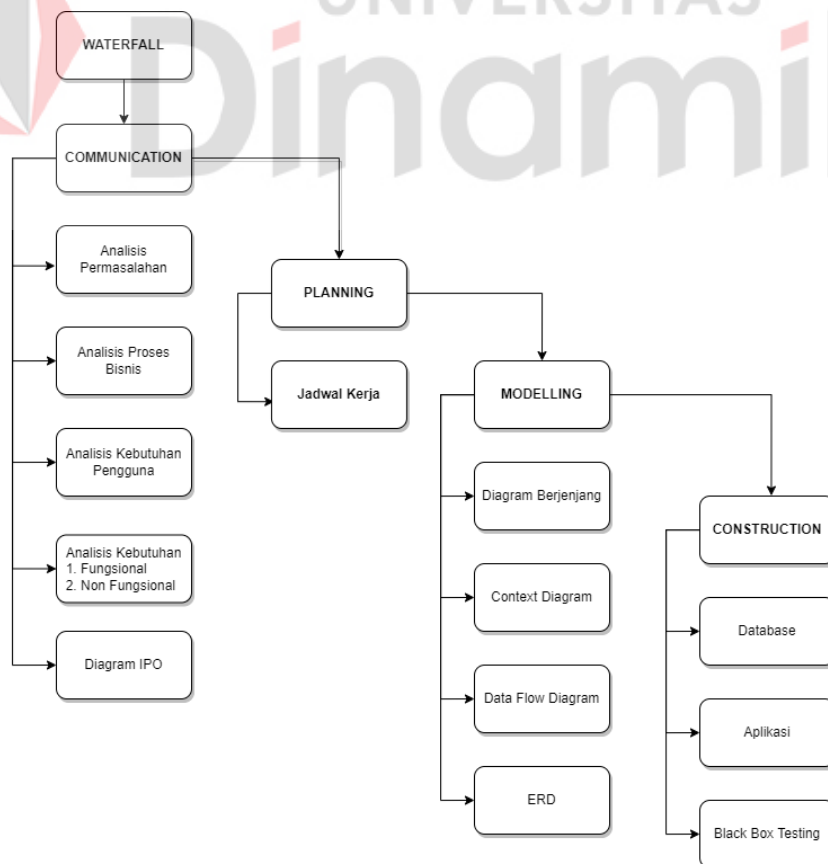 UNIVERSITAS
WATERFALL
COMMUNICATION
Analisis
Permasalahan
Analisis Proses
Bisnis
Analisis Kebutuhan
Pengguna
Analisis Kebutuhan
1. Fungsional
2. Non Fungsional
Diagram IPO
PLANNING
Jadwal Kerja
MODELLING
Diagram Berjenjang
Context Diagram
Data Flow Diagram
ERD
CONSTRUCTION
Database
Aplikasi
Black Box Testing